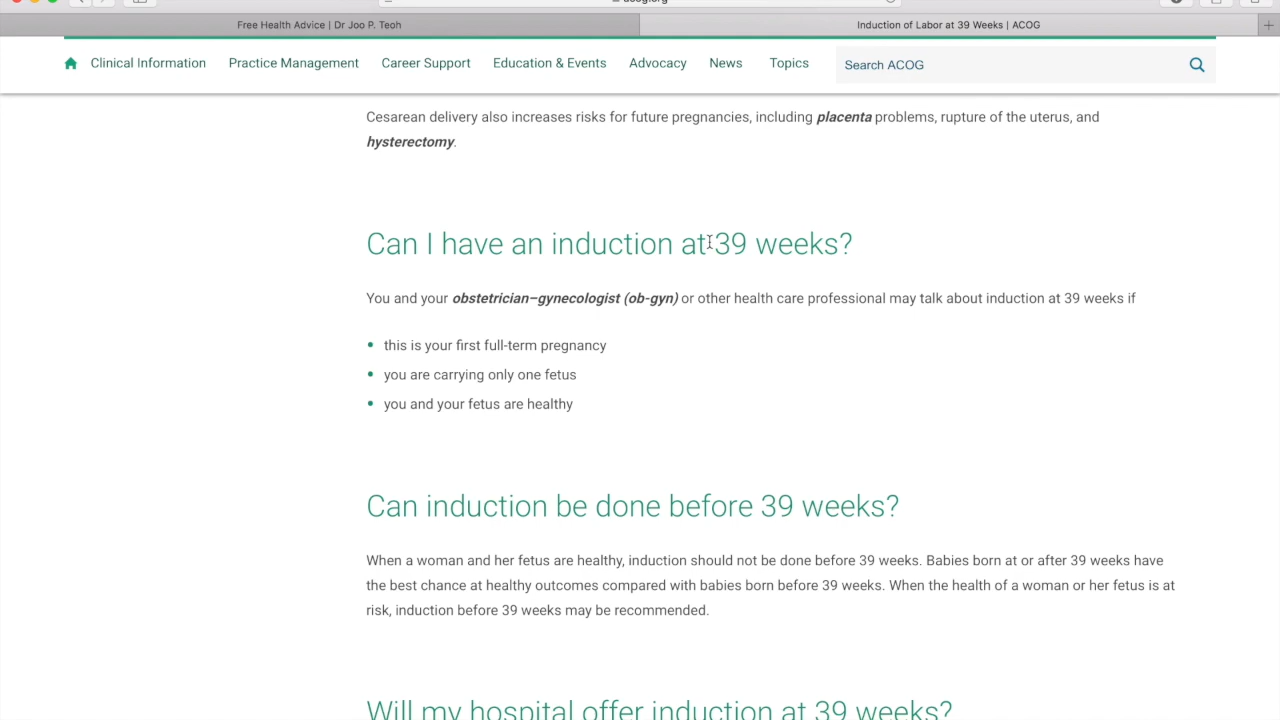 acog.org
Free Health Advice | Dr Joo P. Teoh
Induction of Labor at 39 Weeks | ACOG
Clinical Information
Practice Management
Career Support
Education & Events
Advocacy
News
Topics
Search ACOG
Cesarean delivery also increases risks for future pregnancies, including placenta problems, rupture of the uterus, and
hysterectomy.
Can I have an induction at 39 weeks?
You and your obstetrician–gynecologist (ob-gyn) or other health care professional may talk about induction at 39 weeks if
• this is your first full-term pregnancy
• you are carrying only one fetus
• you and your fetus are healthy
Can induction be done before 39 weeks?
When a woman and her fetus are healthy, induction should not be done before 39 weeks. Babies born at or after 39 weeks have
the best chance at healthy outcomes compared with babies born before 39 weeks. When the health of a woman or her fetus is at
risk, induction before 39 weeks may be recommended.
Will my hospital offer induction at 39 weeks?